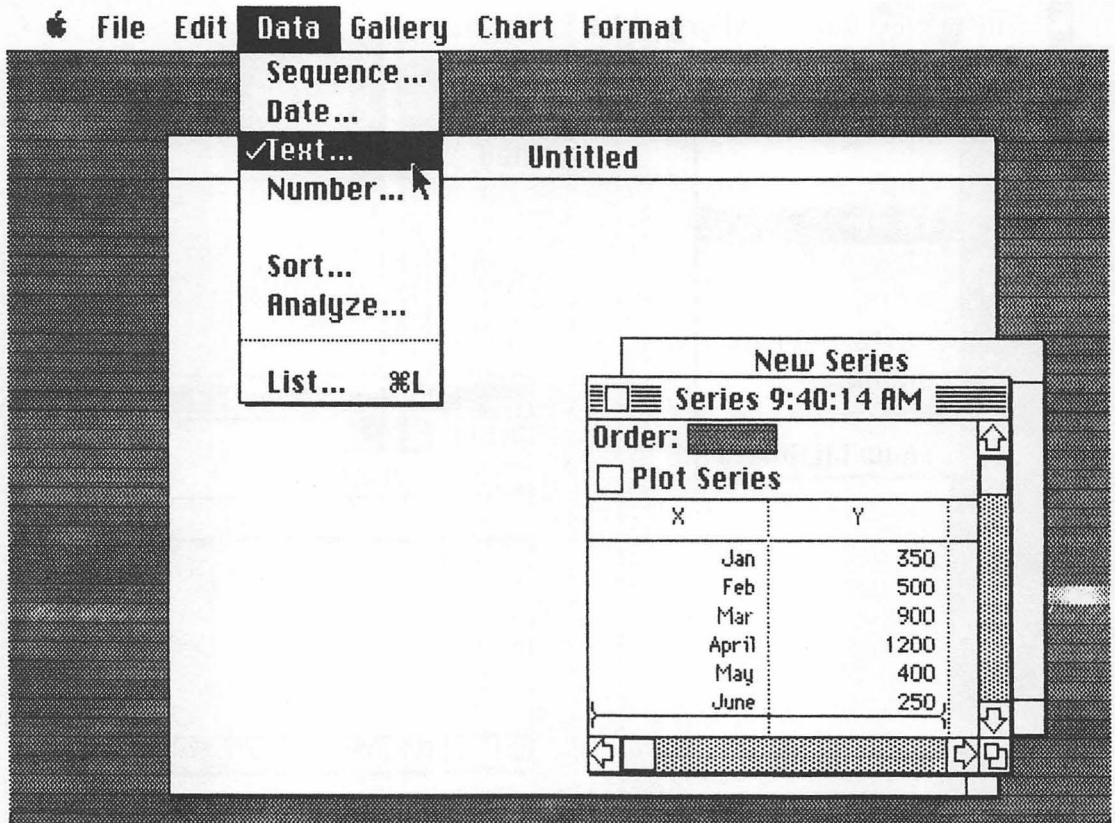 File Edit Data Gallery Chart Format
Sequence...
Date...
✓Text...
Number...
Sort...
Analyze...
List... ⌘L
Untitled
New Series
Series 9:40:14 AM
Order:
Plot Series
X Y
Jan 350
Feb 500
Mar 900
April 1200
May 400
June 250